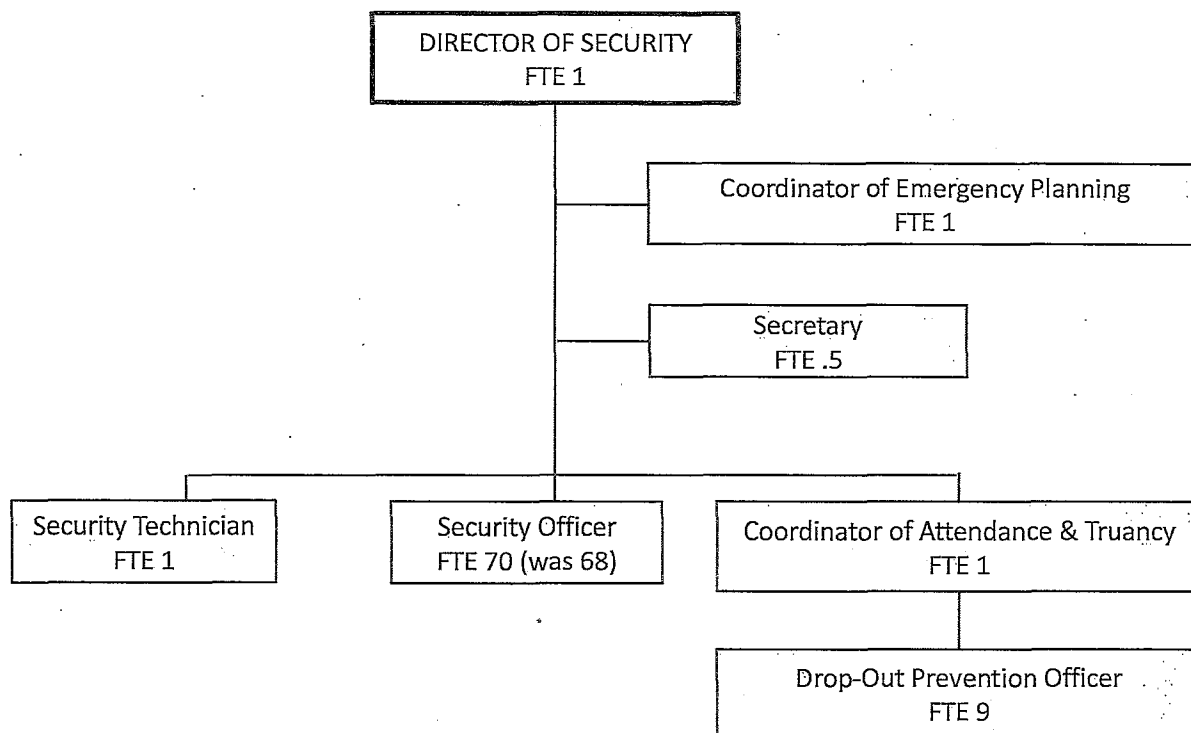 DIRECTOR OF SECURITY
FTE 1
Coordinator of Emergency Planning
FTE 1
Secretary
FTE .5
Security Technician
FTE 1
Security Officer
FTE 70 (was 68)
Coordinator of Attendance & Truancy
FTE 1
Drop-Out Prevention Officer
FTE 9